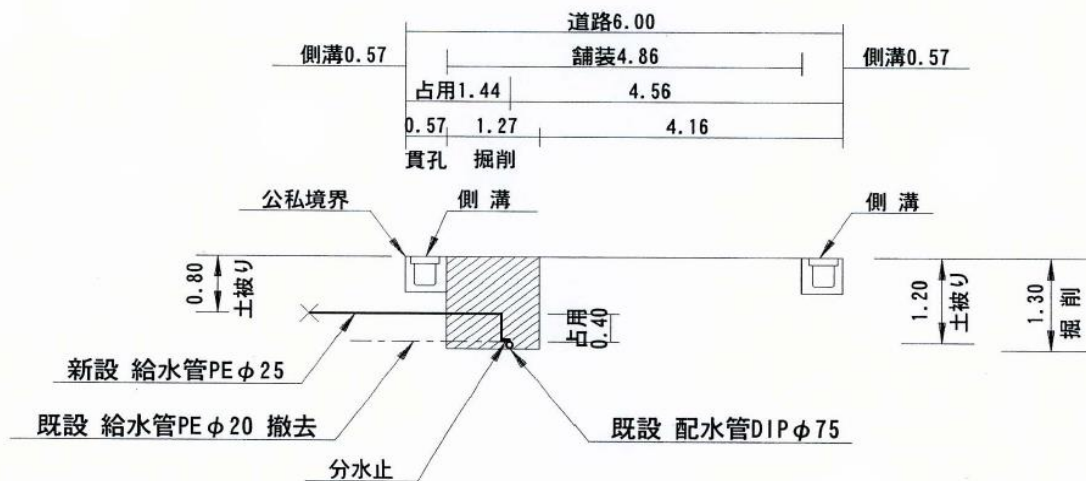 道路6.00
側溝0.57
舗装4.86
側溝0.57
占用1.44
4.56
0.57
1.27
4.16
貫孔
掘削
公私境界
側 溝
側 溝
0.80
土被り
占用
0.40
1.20
土被り
1.30
掘 削
新設 給水管PEφ25
既設 給水管PEφ20 撤去
既設 配水管DIPφ75
分水止